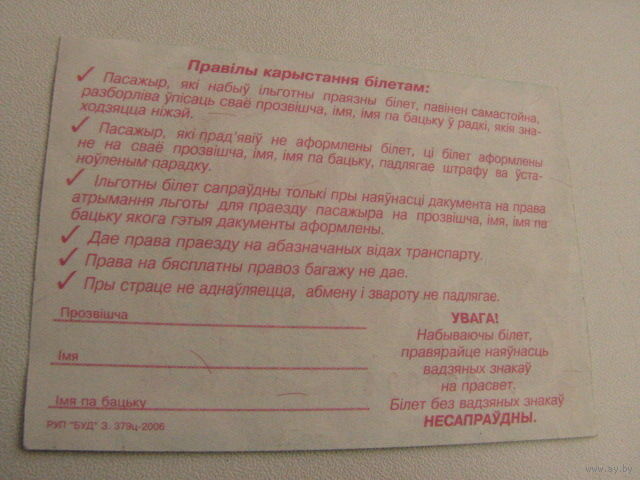 Правілы карыстання білетам:
✓ Пасажыр, які набыў ільготны праязны білет, павінен самастойна,
разборліва ўпісаць сваё прозвішча, імя, імя па бацьку ў радкі, якія зна-
ходзяцца ніжэй.
✓ Пасажыр, які прад'явіў не аформлены білет, ці білет аформлены
не на сваё прозвішча, імя, імя па бацьку, падлягае штрафу ва ўста-
ноўленым парадку.
✓ Ільготны білет сапраўдны толькі пры наяўнасці дакумента на права
атрымання льготы для праезду пасажыра на прозвішча, імя, імя па
бацьку якога гэтыя дакументы аформлены.
✓ Дае права праезду на абазначаных відах транспарту.
✓ Права на бясплатны правоз багажу не дае.
✓ Пры страце не аднаўляецца, абмену і звароту не падлягае.
Прозвішча
Імя
Імя па бацьку
РУП "БУД" З. 379ц-2006
УВАГА!
Набываючы білет,
правярайце наяўнасць
вадзяных знакаў
на прасвет.
Білет без вадзяных знакаў
НЕСАПРАЎДНЫ.
www.ay.by